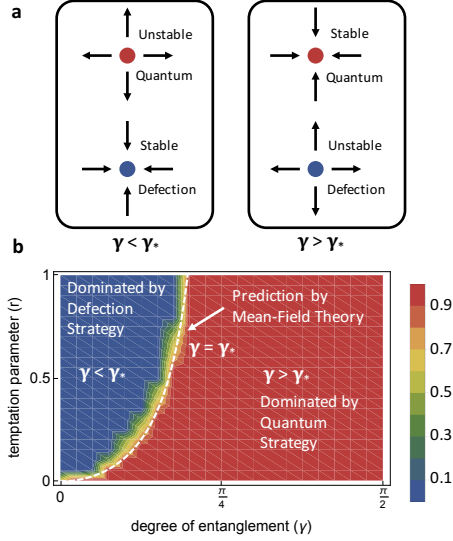 a
Unstable
Quantum
Stable
Defection
γ < γ*
Stable
Quantum
Unstable
Defection
γ > γ*
b
temptation parameter (r)
1
0.5
0
Dominated by
Defection
Strategy
γ < γ*
Prediction by
Mean-Field Theory
γ = γ*
γ > γ*
Dominated by
Quantum
Strategy
0
π/4
π/2
degree of entanglement (γ)
0.9
0.7
0.5
0.3
0.1